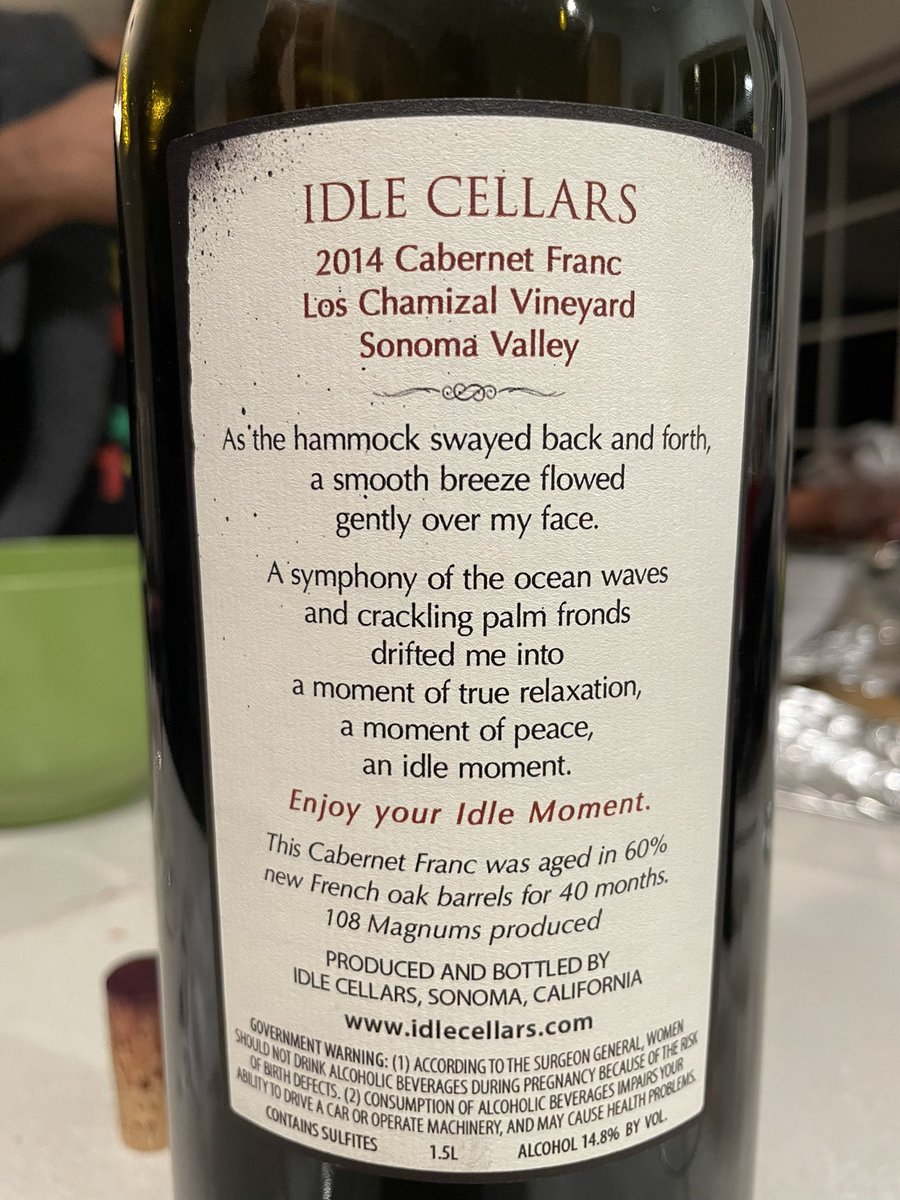 IDLE CELLARS
2014 Cabernet Franc
Los Chamizal Vineyard
Sonoma Valley
As the hammock swayed back and forth,
a smooth breeze flowed
gently over my face.
A symphony of the ocean waves
and crackling palm fronds
drifted me into
a moment of true relaxation,
a moment of peace,
an idle moment.
Enjoy your Idle Moment.
This Cabernet Franc was aged in 60%
new French oak barrels for 40 months.
108 Magnums produced
PRODUCED AND BOTTLED BY
IDLE CELLARS, SONOMA, CALIFORNIA
www.idlecellars.com
GOVERNMENT WARNING: (1) ACCORDING TO THE SURGEON GENERAL, WOMEN
SHOULD NOT DRINK ALCOHOLIC BEVERAGES DURING PREGNANCY BECAUSE OF THE RISK
OF BIRTH DEFECTS. (2) CONSUMPTION OF ALCOHOLIC BEVERAGES IMPAIRS YOUR
ABILITY TO DRIVE A CAR OR OPERATE MACHINERY, AND MAY CAUSE HEALTH PROBLEMS.
CONTAINS SULFITES 1.5L ALCOHOL 14.8% BY VOL.